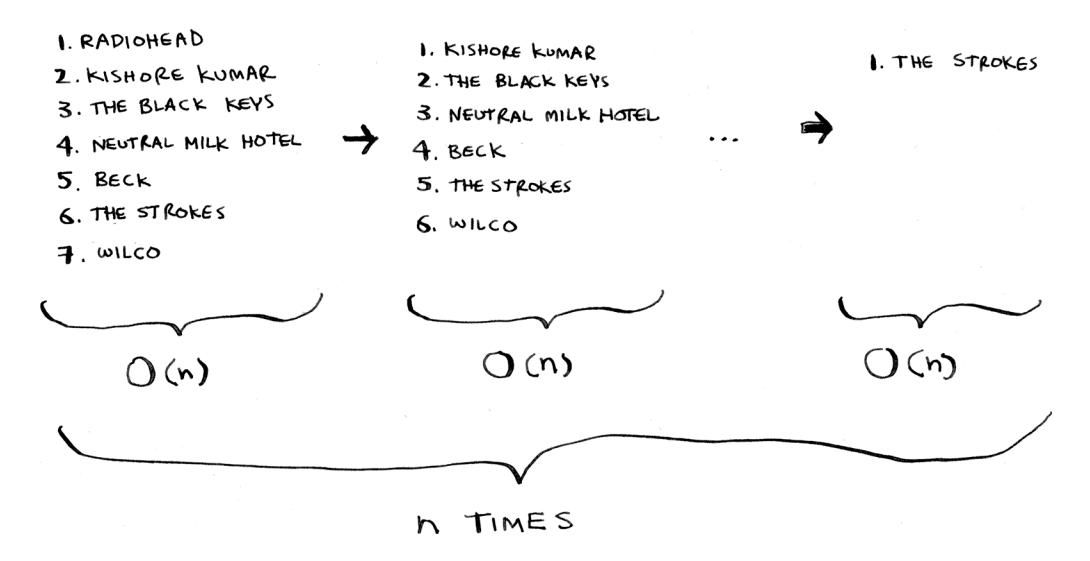 1. RADIOHEAD
2. KISHORE KUMAR
3. THE BLACK KEYS
4. NEUTRAL MILK HOTEL
5. BECK
6. THE STROKES
7. WILCO
1. KISHORE KUMAR
2. THE BLACK KEYS
3. NEUTRAL MILK HOTEL
4. BECK
5. THE STROKES
6. WILCO
...
1. THE STROKES
O(n)
O(n)
O(n)
n TIMES